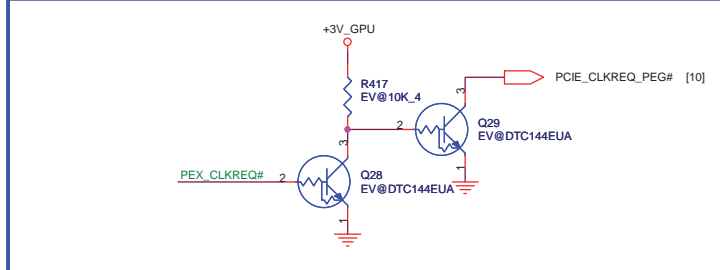 +3V_GPU
R417
EV@10K_4
PCIE_CLKREQ_PEG# [10]
3
2
Q29
EV@DTC144EUA
1
3
PEX_CLKREQ#
2
Q28
EV@DTC144EUA
1